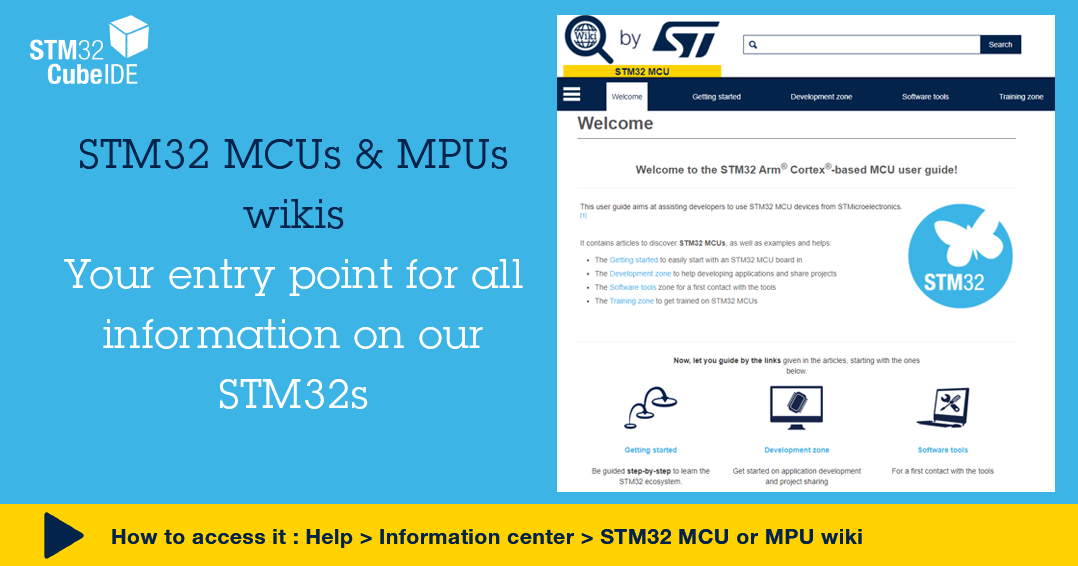 STM32
CubeIDE
STM32 MCUs & MPUs
wikis
Your entry point for all
information on our
STM32s
Wiki by ST
Search
STM32 MCU
Welcome Getting started Development zone Software tools Training zone
Welcome
Welcome to the STM32 Arm® Cortex®-based MCU user guide!
This user guide aims at assisting developers to use STM32 MCU devices from STMicroelectronics.
[1]
It contains articles to discover STM32 MCUs, as well as examples and helps:
• The Getting started to easily start with an STM32 MCU board in
• The Development zone to help developing applications and share projects
• The Software tools zone for a first contact with the tools
• The Training zone to get trained on STM32 MCUs
STM32
Now, let you guide by the links given in the articles, starting with the ones
below.
Getting started Development zone Software tools
Be guided step-by-step to learn the Get started on application development For a first contact with the tools
STM32 ecosystem. and project sharing
How to access it : Help > Information center > STM32 MCU or MPU wiki